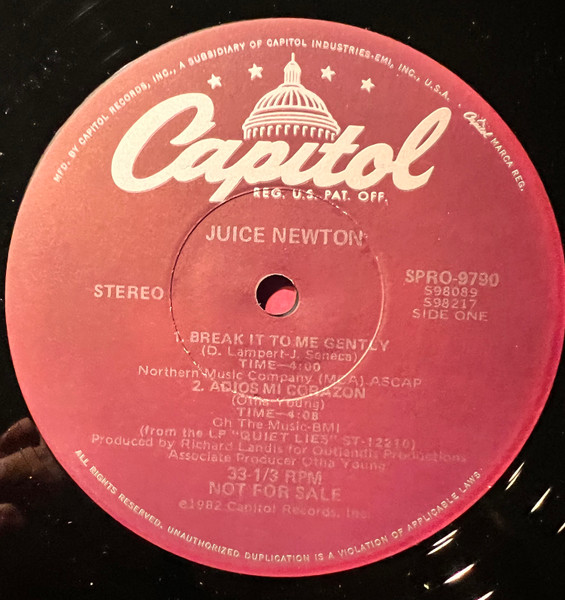 MFD. BY CAPITOL RECORDS, INC., A SUBSIDIARY OF CAPITOL INDUSTRIES-EMI, INC., U.S.A. · Capitol MARCA REG.
Capitol
REG. U.S. PAT. OFF.
JUICE NEWTON
STEREO
SPRO-9790
S98089
S98217
SIDE ONE
1. BREAK IT TO ME GENTLY
(D. Lampert-J. Seneca)
TIME—4:00
Northern Music Company (MCA) ASCAP
2. ADIOS MI CORAZON
(Otha Young)
TIME—4:08
Oh The Music-BMI
(from the LP "QUIET LIES" ST-12210)
Produced by Richard Landis for Outlandis Productions
Associate Producer Otha Young
33-1/3 RPM
NOT FOR SALE
℗1982 Capitol Records, Inc.
ALL RIGHTS RESERVED. UNAUTHORIZED DUPLICATION IS A VIOLATION OF APPLICABLE LAWS.